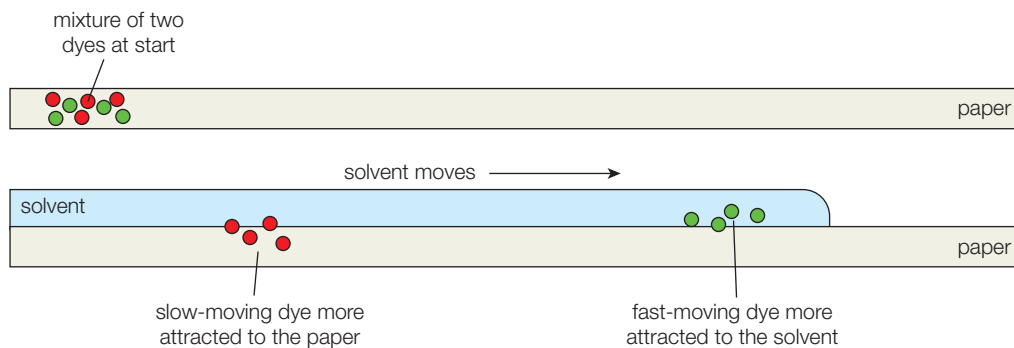 mixture of two
dyes at start
paper
solvent moves
solvent
paper
slow-moving dye more
attracted to the paper
fast-moving dye more
attracted to the solvent